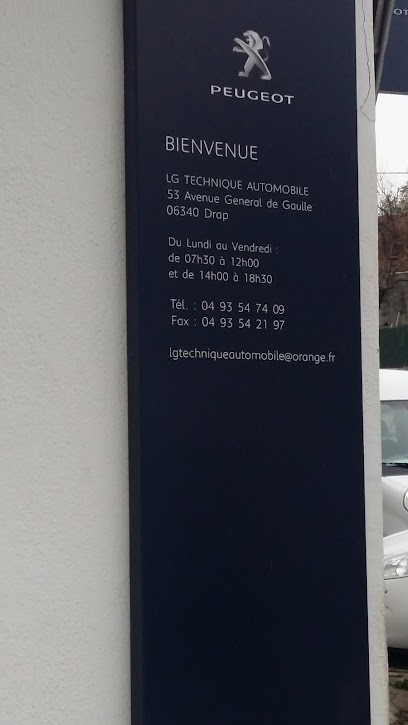 PEUGEOT
BIENVENUE
LG TECHNIQUE AUTOMOBILE
53 Avenue General de Gaulle
06340 Drap
Du Lundi au Vendredi :
de 07h30 à 12h00
et de 14h00 à 18h30
Tél. : 04 93 54 74 09
Fax : 04 93 54 21 97
lgtechniqueautomobile@orange.fr
OT